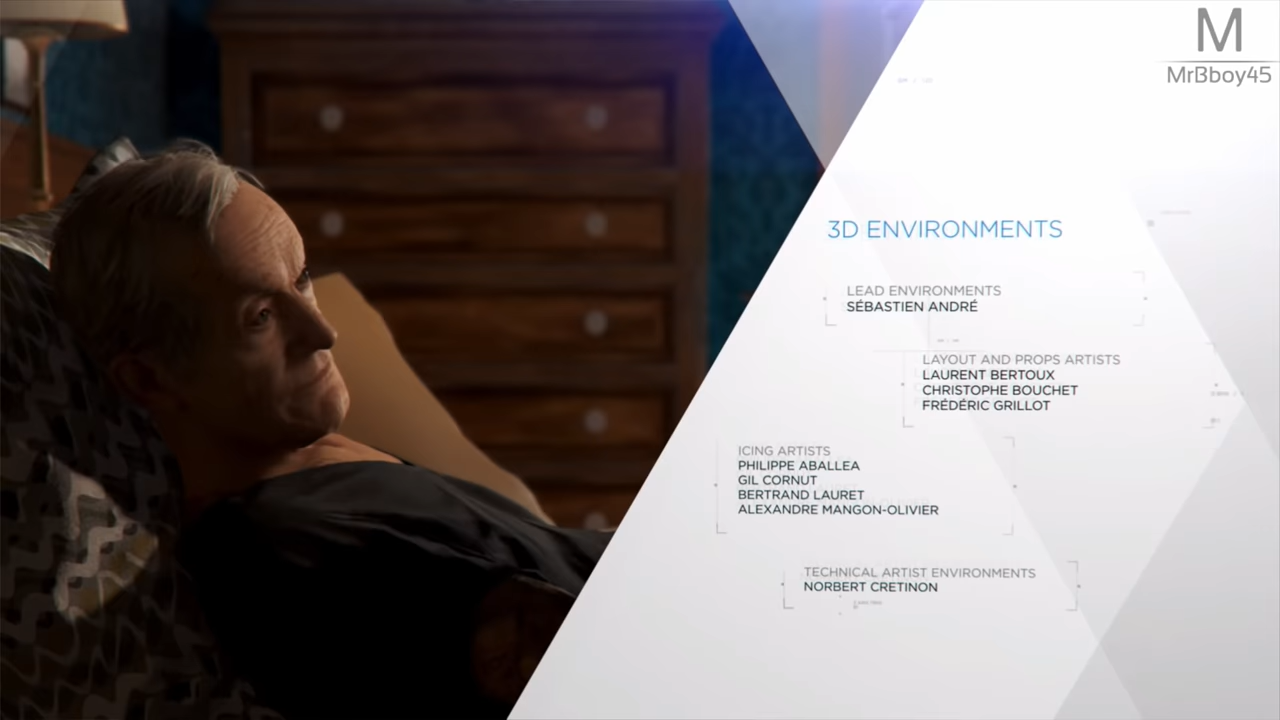 M
MrBboy45
3D ENVIRONMENTS
LEAD ENVIRONMENTS
SÉBASTIEN ANDRÉ
LAYOUT AND PROPS ARTISTS
LAURENT BERTOUX
CHRISTOPHE BOUCHET
FRÉDÉRIC GRILLOT
ICING ARTISTS
PHILIPPE ABALLEA
GIL CORNUT
BERTRAND LAURET
ALEXANDRE MANGON-OLIVIER
TECHNICAL ARTIST ENVIRONMENTS
NORBERT CRETINON